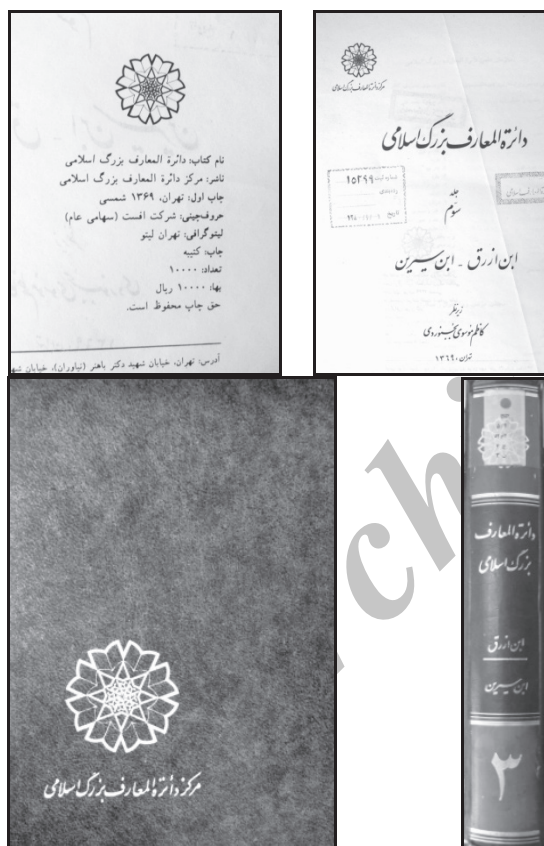 نام کتاب: دائرة المعارف بزرگ اسلامی
ناشر: مرکز دائرة المعارف بزرگ اسلامی
چاپ اول: تهران، ۱۳۶۹ شمسی
حروف‌چینی: شرکت افست (سهامی عام)
لیتوگرافی: تهران لیتو
چاپ: کتیبه
تعداد: ۱۰۰۰۰
بها: ۱۰۰۰۰ ریال
حق چاپ محفوظ است.
آدرس: تهران، خیابان شهید دکتر باهنر (نیاوران)، خیابان
مرکز دائرة المعارف بزرگ اسلامی
دائرة المعارف بزرگ اسلامی
۱۵۲۹۹
جلد
سوم
ابن ازرق - ابن سیرین
زیر نظر
کاظم موسوی بجنوردی
تهران، ۱۳۶۹
مرکز دائرة المعارف بزرگ اسلامی
دائرة المعارف
بزرگ اسلامی
ابن ازرق
ابن سیرین
۳